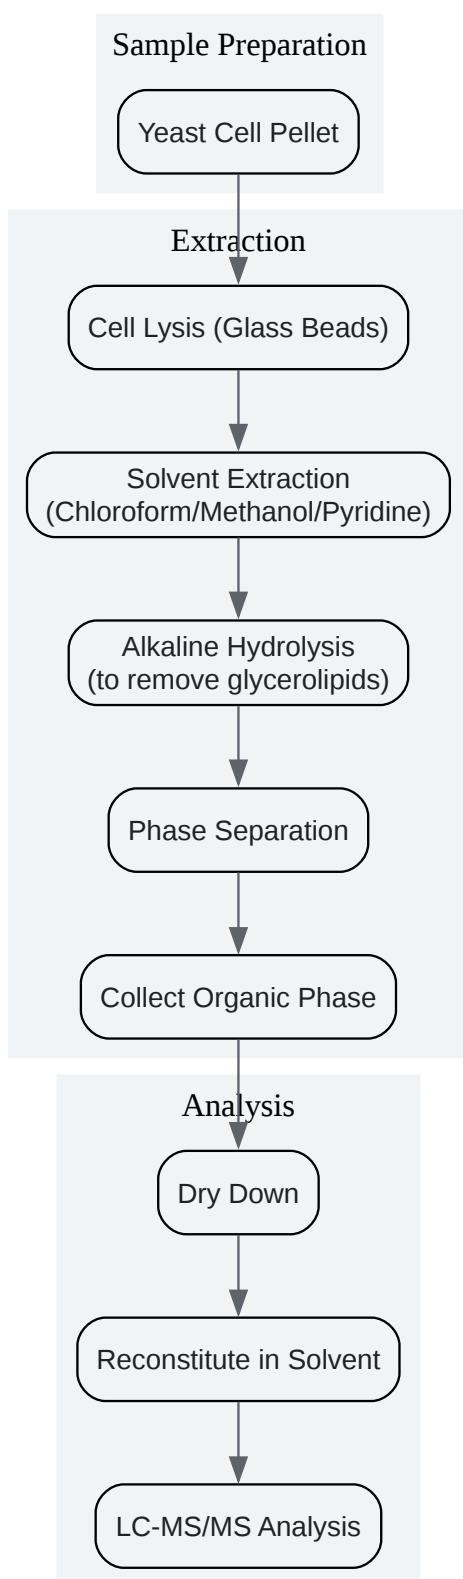 Sample Preparation
Yeast Cell Pellet
Extraction
Cell Lysis (Glass Beads)
Solvent Extraction
(Chloroform/Methanol/Pyridine)
Alkaline Hydrolysis
(to remove glycerolipids)
Phase Separation
Collect Organic Phase
Analysis
Dry Down
Reconstitute in Solvent
LC-MS/MS Analysis